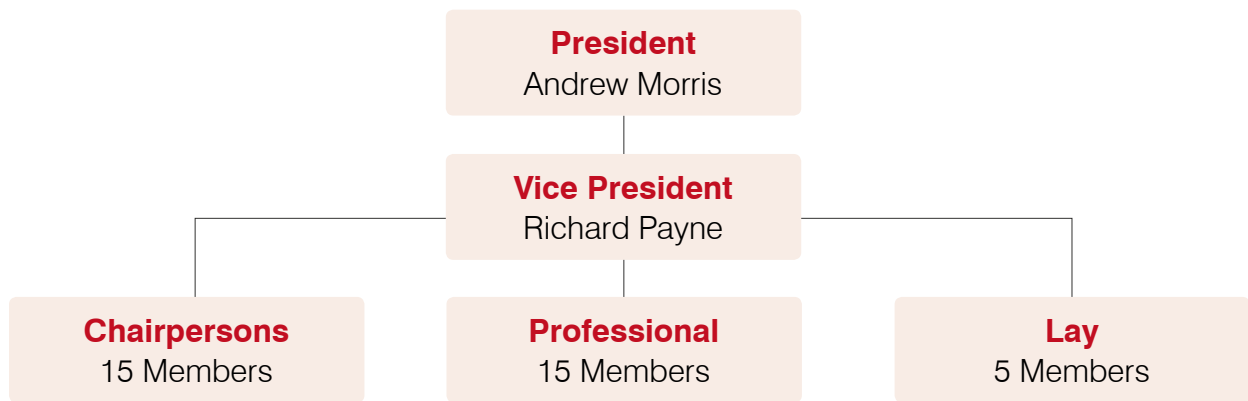 President
Andrew Morris
Vice President
Richard Payne
Chairpersons
15 Members
Professional
15 Members
Lay
5 Members